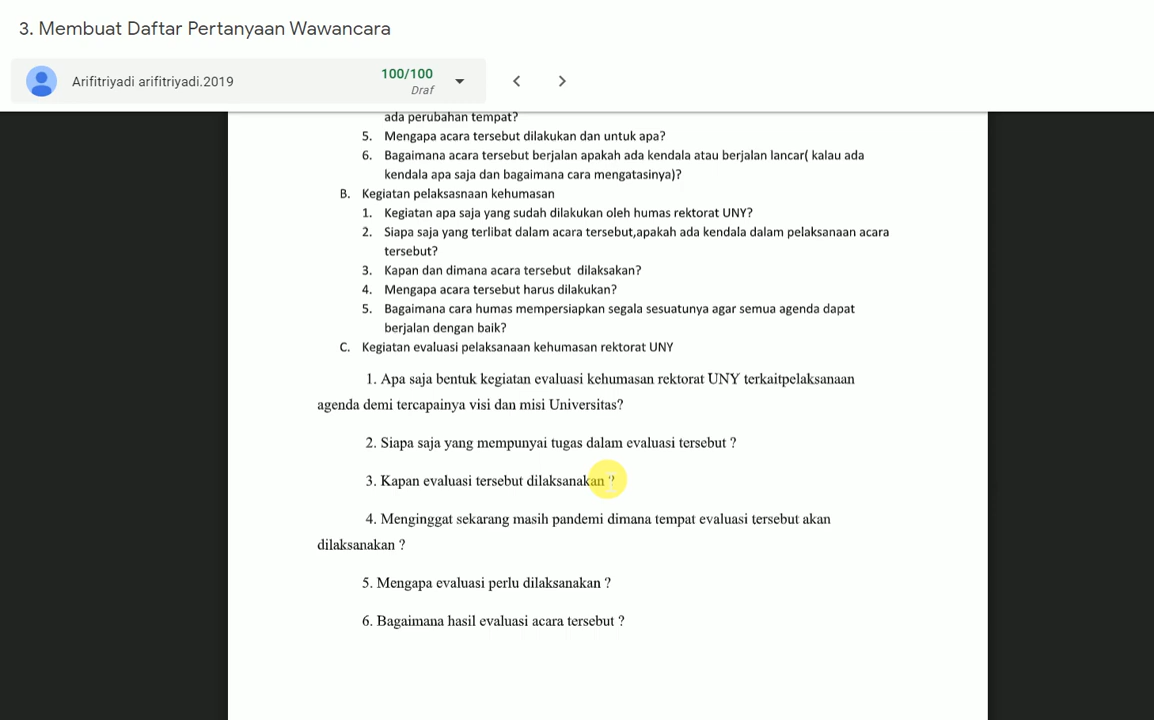 3. Membuat Daftar Pertanyaan Wawancara
Arifitriyadi arifitriyadi.2019
100/100
Draf
ada perubahan tempat?
5. Mengapa acara tersebut dilakukan dan untuk apa?
6. Bagaimana acara tersebut berjalan apakah ada kendala atau berjalan lancar( kalau ada
kendala apa saja dan bagaimana cara mengatasinya)?
B. Kegiatan pelaksasnaan kehumasan
1. Kegiatan apa saja yang sudah dilakukan oleh humas rektorat UNY?
2. Siapa saja yang terlibat dalam acara tersebut,apakah ada kendala dalam pelaksanaan acara
tersebut?
3. Kapan dan dimana acara tersebut dilaksakan?
4. Mengapa acara tersebut harus dilakukan?
5. Bagaimana cara humas mempersiapkan segala sesuatunya agar semua agenda dapat
berjalan dengan baik?
C. Kegiatan evaluasi pelaksanaan kehumasan rektorat UNY
1. Apa saja bentuk kegiatan evaluasi kehumasan rektorat UNY terkaitpelaksanaan
agenda demi tercapainya visi dan misi Universitas?
2. Siapa saja yang mempunyai tugas dalam evaluasi tersebut ?
3. Kapan evaluasi tersebut dilaksanakan ?
4. Menginggat sekarang masih pandemi dimana tempat evaluasi tersebut akan
dilaksanakan ?
5. Mengapa evaluasi perlu dilaksanakan ?
6. Bagaimana hasil evaluasi acara tersebut ?